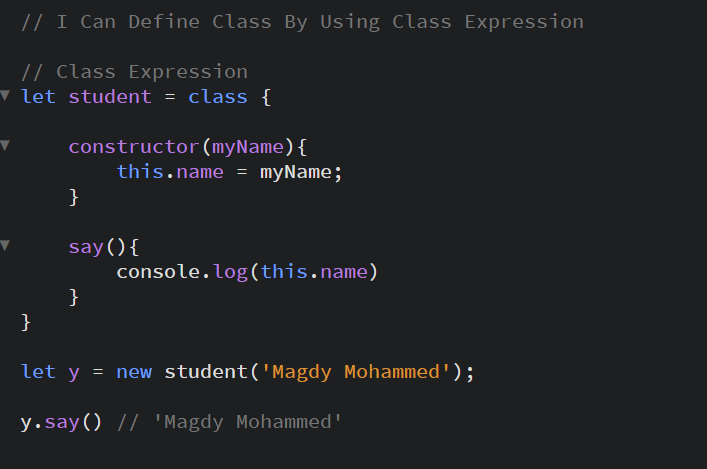 // I Can Define Class By Using Class Expression
// Class Expression
let student = class {
constructor(myName){
this.name = myName;
}
say(){
console.log(this.name)
}
}
let y = new student('Magdy Mohammed');
y.say() // 'Magdy Mohammed'